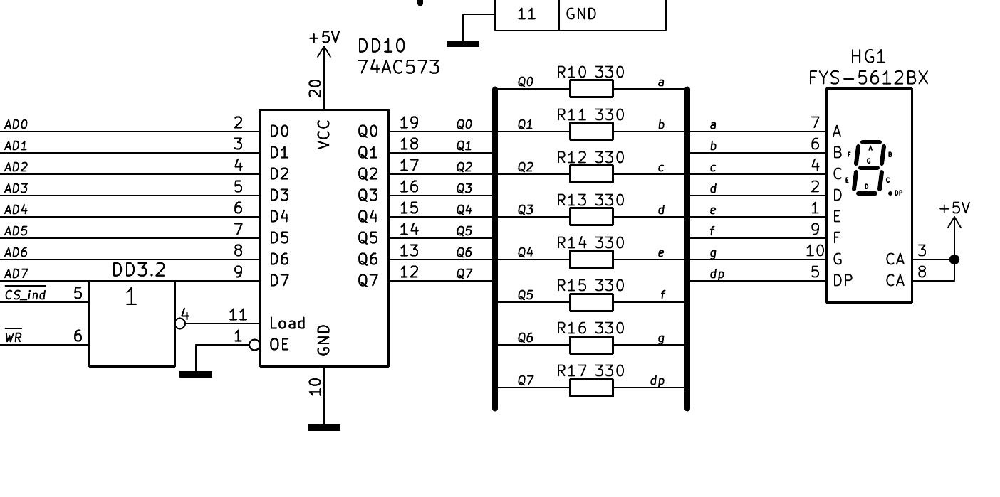 11 GND
+5V
DD10
74AC573
HG1
FYS-5612BX
20
AD0 2 D0 VCC Q0 19 Q0
AD1 3 D1 Q1 18 Q1
AD2 4 D2 Q2 17 Q2
AD3 5 D3 Q3 16 Q3
AD4 6 D4 Q4 15 Q4
AD5 7 D5 Q5 14 Q5
AD6 8 D6 Q6 13 Q6
AD7 9 D7 Q7 12 Q7
DD3.2
CS_ind 5 1
4 11 Load
WR 6
1 OE GND
10
R10 330
Q0 a
R11 330
Q1 b
R12 330
Q2 c
R13 330
Q3 d
R14 330
Q4 e
R15 330
Q5 f
R16 330
Q6 g
R17 330
Q7 dp
a 7 A
b 6 B
c 4 C
d 2 D
e 1 E
f 9 F
g 10 G CA 3
dp 5 DP CA 8
A
F B
G
E C
D
DP
+5V